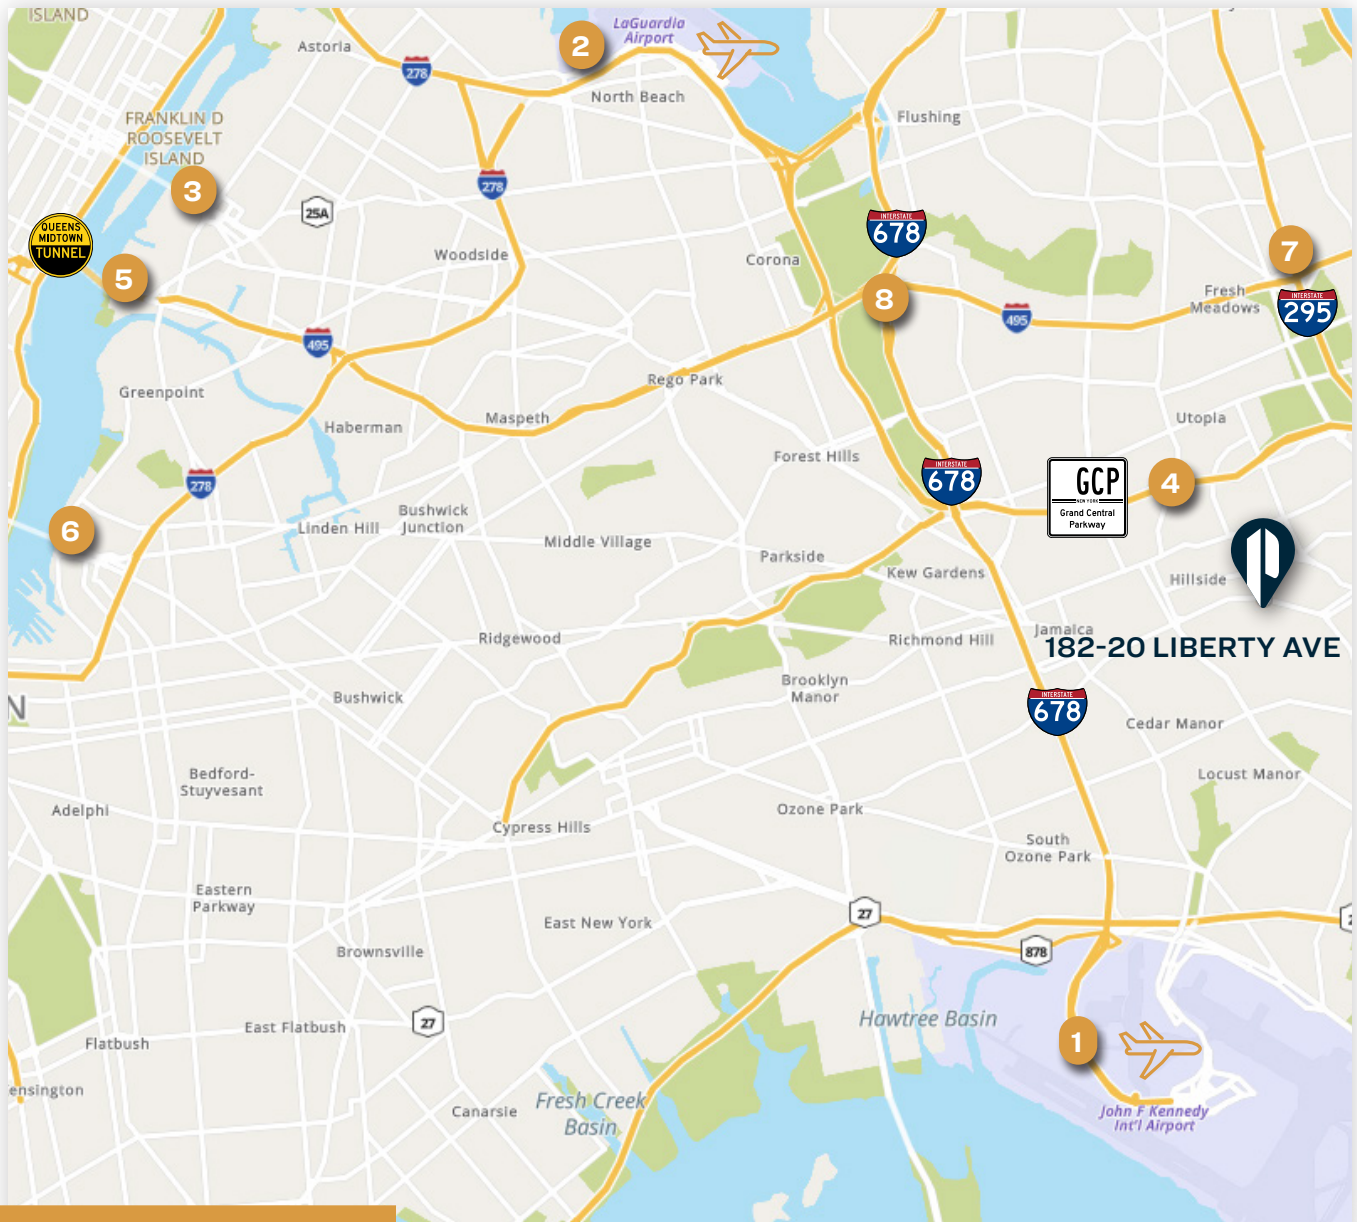 ISLAND
LaGuardia
Airport
2
Astoria
278
North Beach
Flushing
FRANKLIN D
ROOSEVELT
ISLAND
3
278
25A
QUEENS
MIDTOWN
TUNNEL
INTERSTATE
678
Woodside
Corona
7
5
8
Fresh
Meadows
INTERSTATE
295
495
495
Greenpoint
Rego Park
Haberman
Maspeth
Utopia
Forest Hills
278
INTERSTATE
678
GCP
NEW YORK
Grand Central
Parkway
4
6
Linden Hill
Bushwick
Junction
Middle Village
Parkside
Kew Gardens
Hillside
Ridgewood
Richmond Hill
Jamaica
182-20 LIBERTY AVE
Brooklyn
Manor
Bushwick
N
INTERSTATE
678
Cedar Manor
Bedford-
Stuyvesant
Locust Manor
Adelphi
Ozone Park
Cypress Hills
South
Ozone Park
Eastern
Parkway
East New York
27
2
Brownsville
878
27
Hawtree Basin
East Flatbush
Flatbush
1
ensington
Canarsie
Fresh Creek
Basin
John F Kennedy
Int'l Airport